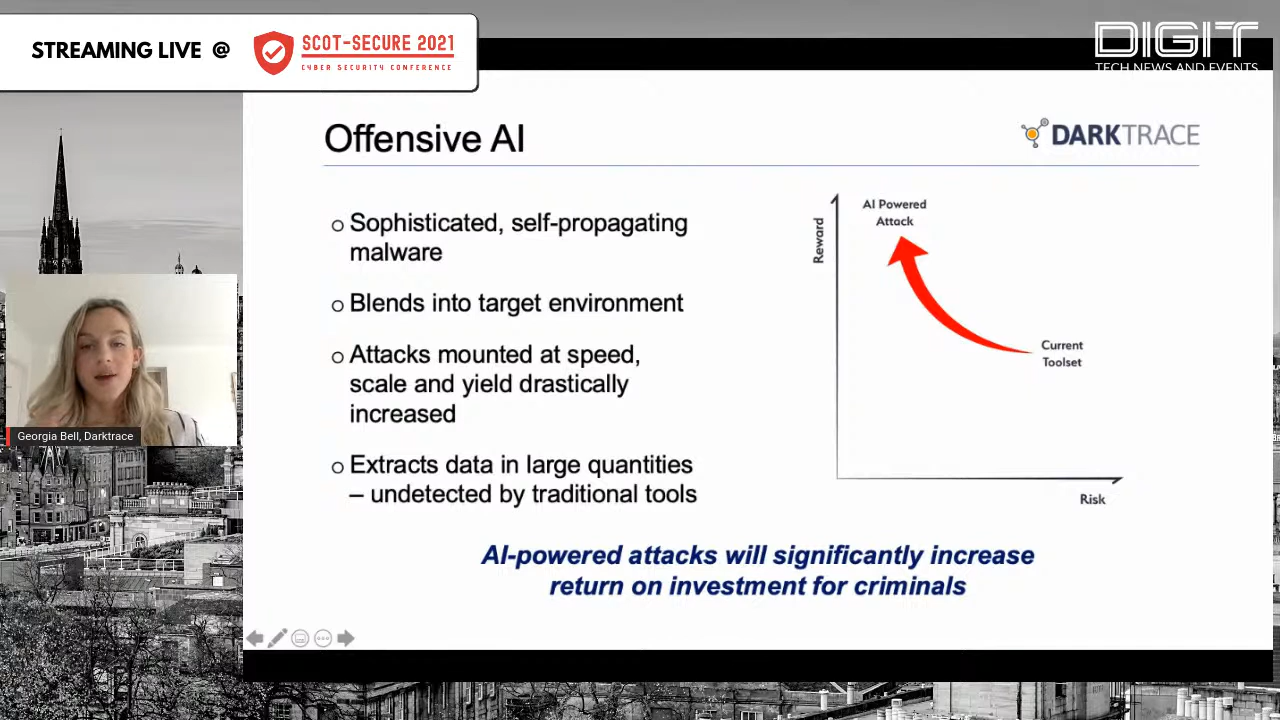 STREAMING LIVE @
SCOT-SECURE 2021
CYBER SECURITY CONFERENCE
DIGIT
TECH NEWS AND EVENTS
Offensive AI
DARKTRACE
o Sophisticated, self-propagating
malware
o Blends into target environment
o Attacks mounted at speed,
scale and yield drastically
increased
o Extracts data in large quantities
– undetected by traditional tools
Reward
AI Powered
Attack
Current
Toolset
Risk
AI-powered attacks will significantly increase
return on investment for criminals
Georgia Bell, Darktrace